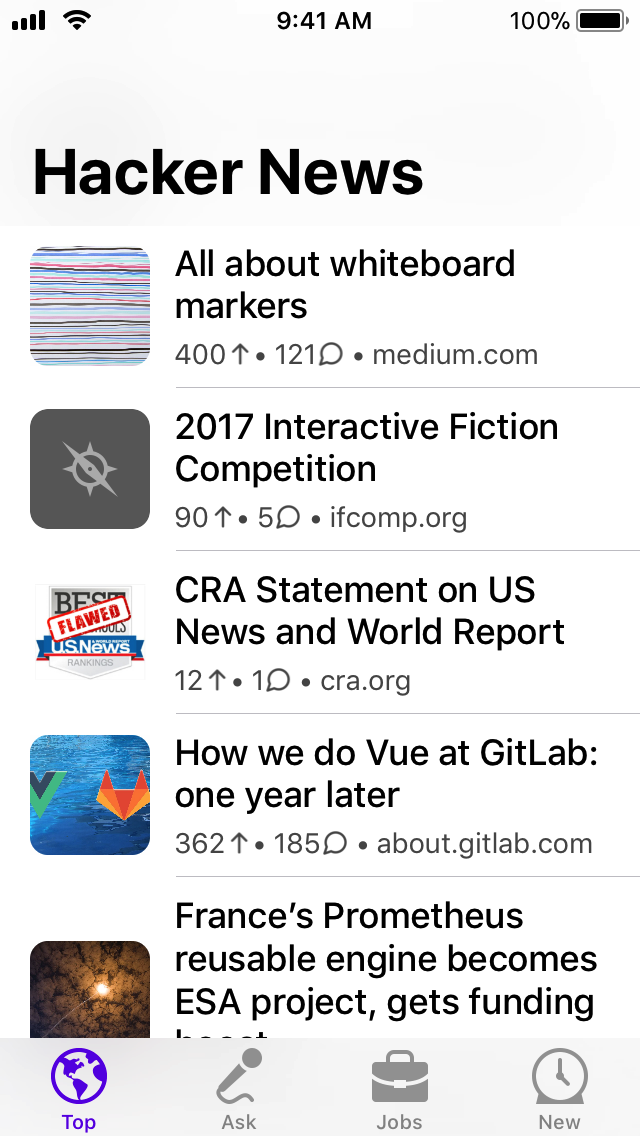 9:41 AM
100%
Hacker News
All about whiteboard
markers
400↑ • 121 • medium.com
2017 Interactive Fiction
Competition
90↑ • 5 • ifcomp.org
BEST
FLAWED
U.S.News
RANKINGS
CRA Statement on US
News and World Report
12↑ • 1 • cra.org
How we do Vue at GitLab:
one year later
362↑ • 185 • about.gitlab.com
France’s Prometheus
reusable engine becomes
ESA project, gets funding
Top
Ask
Jobs
New